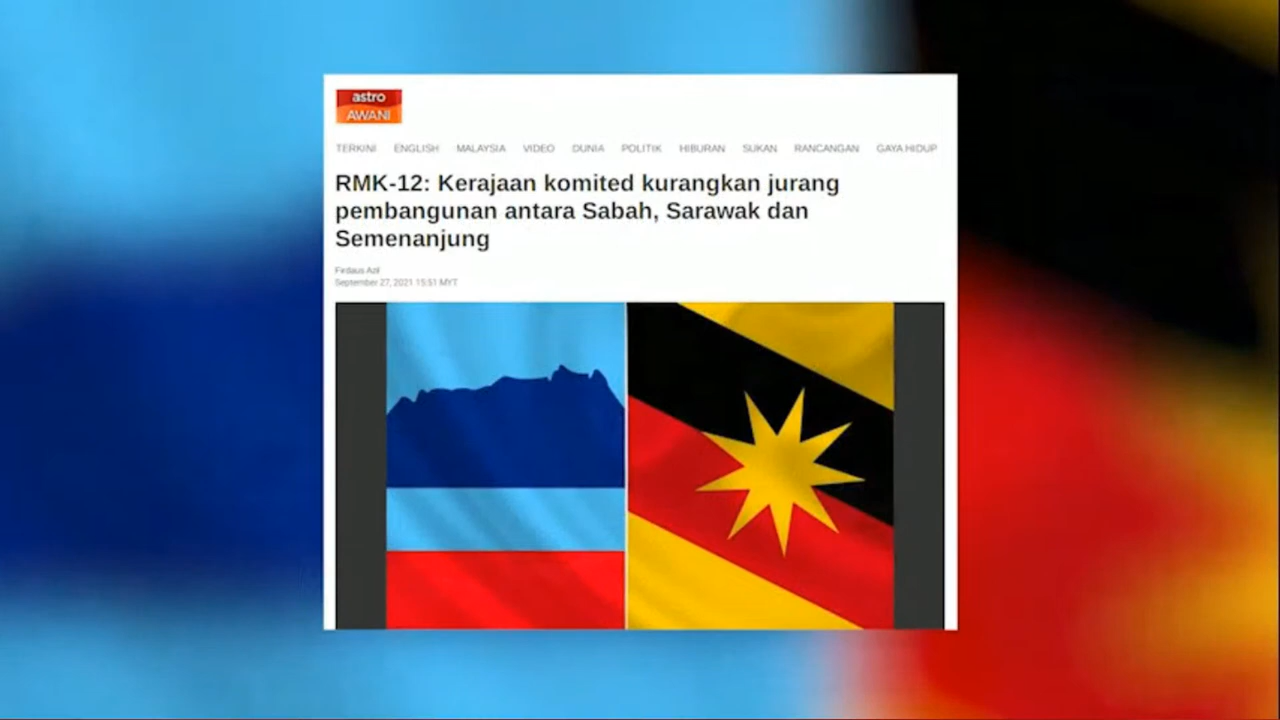 astro
AWANI
TERKINI ENGLISH MALAYSIA VIDEO DUNIA POLITIK HIBURAN SUKAN RANCANGAN GAYA HIDUP
RMK-12: Kerajaan komited kurangkan jurang
pembangunan antara Sabah, Sarawak dan
Semenanjung
Firdaus Azil
September 27, 2021 15:51 MYT